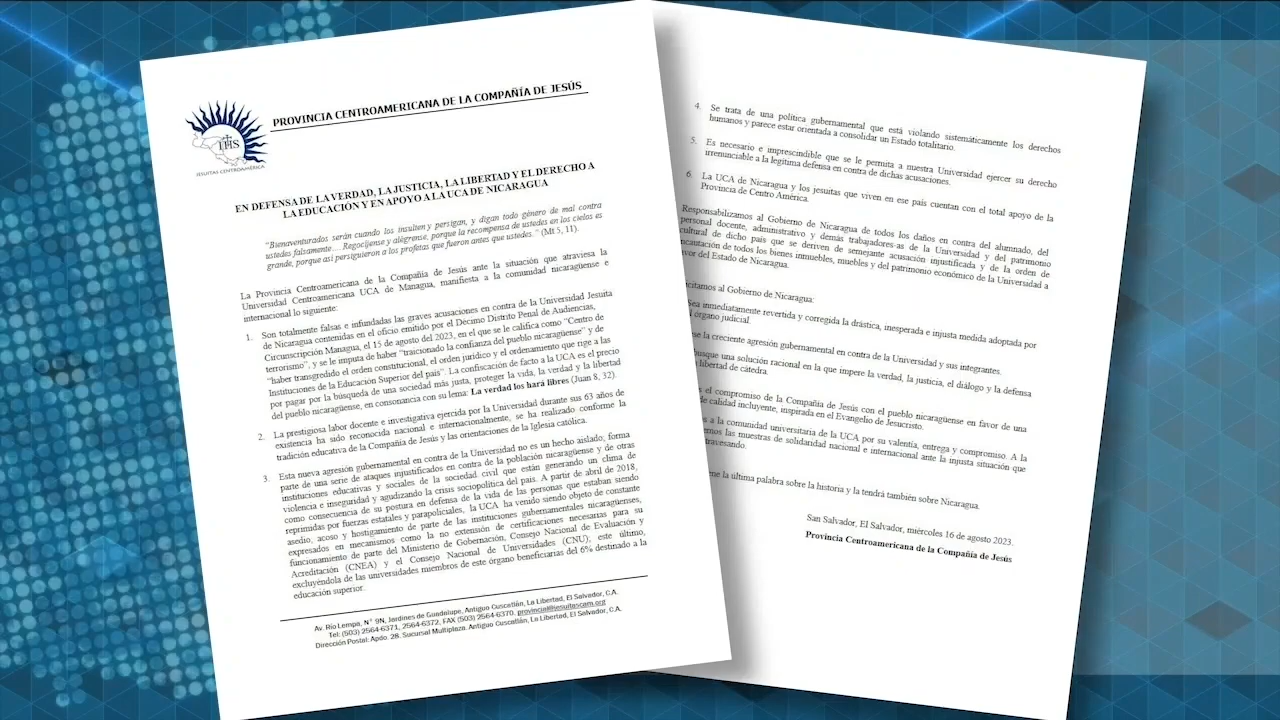 PROVINCIA CENTROAMERICANA DE LA COMPAÑÍA DE JESÚS
IHS
JESUITAS CENTROAMÉRICA
EN DEFENSA DE LA VERDAD, LA JUSTICIA, LA LIBERTAD Y EL DERECHO A
LA EDUCACIÓN Y EN APOYO A LA UCA DE NICARAGUA
“Bienaventurados serán cuando los insulten y persigan, y digan todo género de mal contra
ustedes falsamente… Regocíjense y alégrense, porque la recompensa de ustedes en los cielos es
grande, porque así persiguieron a los profetas que fueron antes que ustedes.” (Mt 5, 11).
La Provincia Centroamericana de la Compañía de Jesús ante la situación que atraviesa la
Universidad Centroamericana UCA de Managua, manifiesta a la comunidad nicaragüense e
internacional lo siguiente:
1. Son totalmente falsas e infundadas las graves acusaciones en contra de la Universidad Jesuita
de Nicaragua contenidas en el oficio emitido por el Décimo Distrito Penal de Audiencias,
Circunscripción Managua, el 15 de agosto del 2023, en el que se le califica como “Centro de
terrorismo”, y se le imputa de haber “traicionado la confianza del pueblo nicaragüense” y de
“haber transgredido el orden constitucional, el orden jurídico y el ordenamiento que rige a las
Instituciones de la Educación Superior del país”. La confiscación de facto a la UCA es el precio
por pagar por la búsqueda de una sociedad más justa, proteger la vida, la verdad y la libertad
del pueblo nicaragüense, en consonancia con su lema: La verdad los hará libres (Juan 8, 32).
2. La prestigiosa labor docente e investigativa ejercida por la Universidad durante sus 63 años de
existencia ha sido reconocida nacional e internacionalmente, se ha realizado conforme la
tradición educativa de la Compañía de Jesús y las orientaciones de la Iglesia católica.
3. Esta nueva agresión gubernamental en contra de la Universidad no es un hecho aislado; forma
parte de una serie de ataques injustificados en contra de la población nicaragüense y de otras
instituciones educativas y sociales de la sociedad civil que están generando un clima de
violencia e inseguridad y agudizando la crisis sociopolítica del país. A partir de abril de 2018,
como consecuencia de su postura en defensa de la vida de las personas que estaban siendo
reprimidas por fuerzas estatales y parapoliciales, la UCA ha venido siendo objeto de constante
asedio, acoso y hostigamiento de parte de las instituciones gubernamentales nicaragüenses,
expresados en mecanismos como la no extensión de certificaciones necesarias para su
funcionamiento de parte del Ministerio de Gobernación, Consejo Nacional de Evaluación y
Acreditación (CNEA) y el Consejo Nacional de Universidades (CNU), este último,
excluyéndola de las universidades miembros de este órgano beneficiarias del 6% destinado a la
educación superior.
Av. Río Lempa, N° 9N, Jardines de Guadalupe, Antiguo Cuscatlán, La Libertad, El Salvador, C.A.
Tel: (503) 2564-6371, 2564-6372, FAX (503) 2564-6370, provincial@jesuitascam.org
Dirección Postal: Apdo. 28. Sucursal Multiplaza. Antiguo Cuscatlán, La Libertad, El Salvador, C.A.
4. Se trata de una política gubernamental que está violando sistemáticamente los derechos
humanos y parece estar orientada a consolidar un Estado totalitario.
5. Es necesario e imprescindible que se le permita a nuestra Universidad ejercer su derecho
irrenunciable a la legítima defensa en contra de dichas acusaciones.
6. La UCA de Nicaragua y los jesuitas que viven en ese país cuentan con el total apoyo de la
Provincia de Centro América.
Responsabilizamos al Gobierno de Nicaragua de todos los daños en contra del alumnado, del
personal docente, administrativo y demás trabajadores-as de la Universidad y del patrimonio
cultural de dicho país que se deriven de semejante acusación injustificada y de la orden de
incautación de todos los bienes inmuebles, muebles y del patrimonio económico de la Universidad a
favor del Estado de Nicaragua.
icitamos al Gobierno de Nicaragua:
Sea inmediatamente revertida y corregida la drástica, inesperada e injusta medida adoptada por
l órgano judicial.
ue la creciente agresión gubernamental en contra de la Universidad y sus integrantes.
busque una solución racional en la que impere la verdad, la justicia, el diálogo y la defensa
libertad de cátedra.
s el compromiso de la Compañía de Jesús con el pueblo nicaragüense en favor de una
de calidad incluyente, inspirada en el Evangelio de Jesucristo.
s a la comunidad universitaria de la UCA por su valentía, entrega y compromiso. A la
emos las muestras de solidaridad nacional e internacional ante la injusta situación que
travesando.
ene la última palabra sobre la historia y la tendrá también sobre Nicaragua.
San Salvador, El Salvador, miércoles 16 de agosto 2023.
Provincia Centroamericana de la Compañía de Jesús